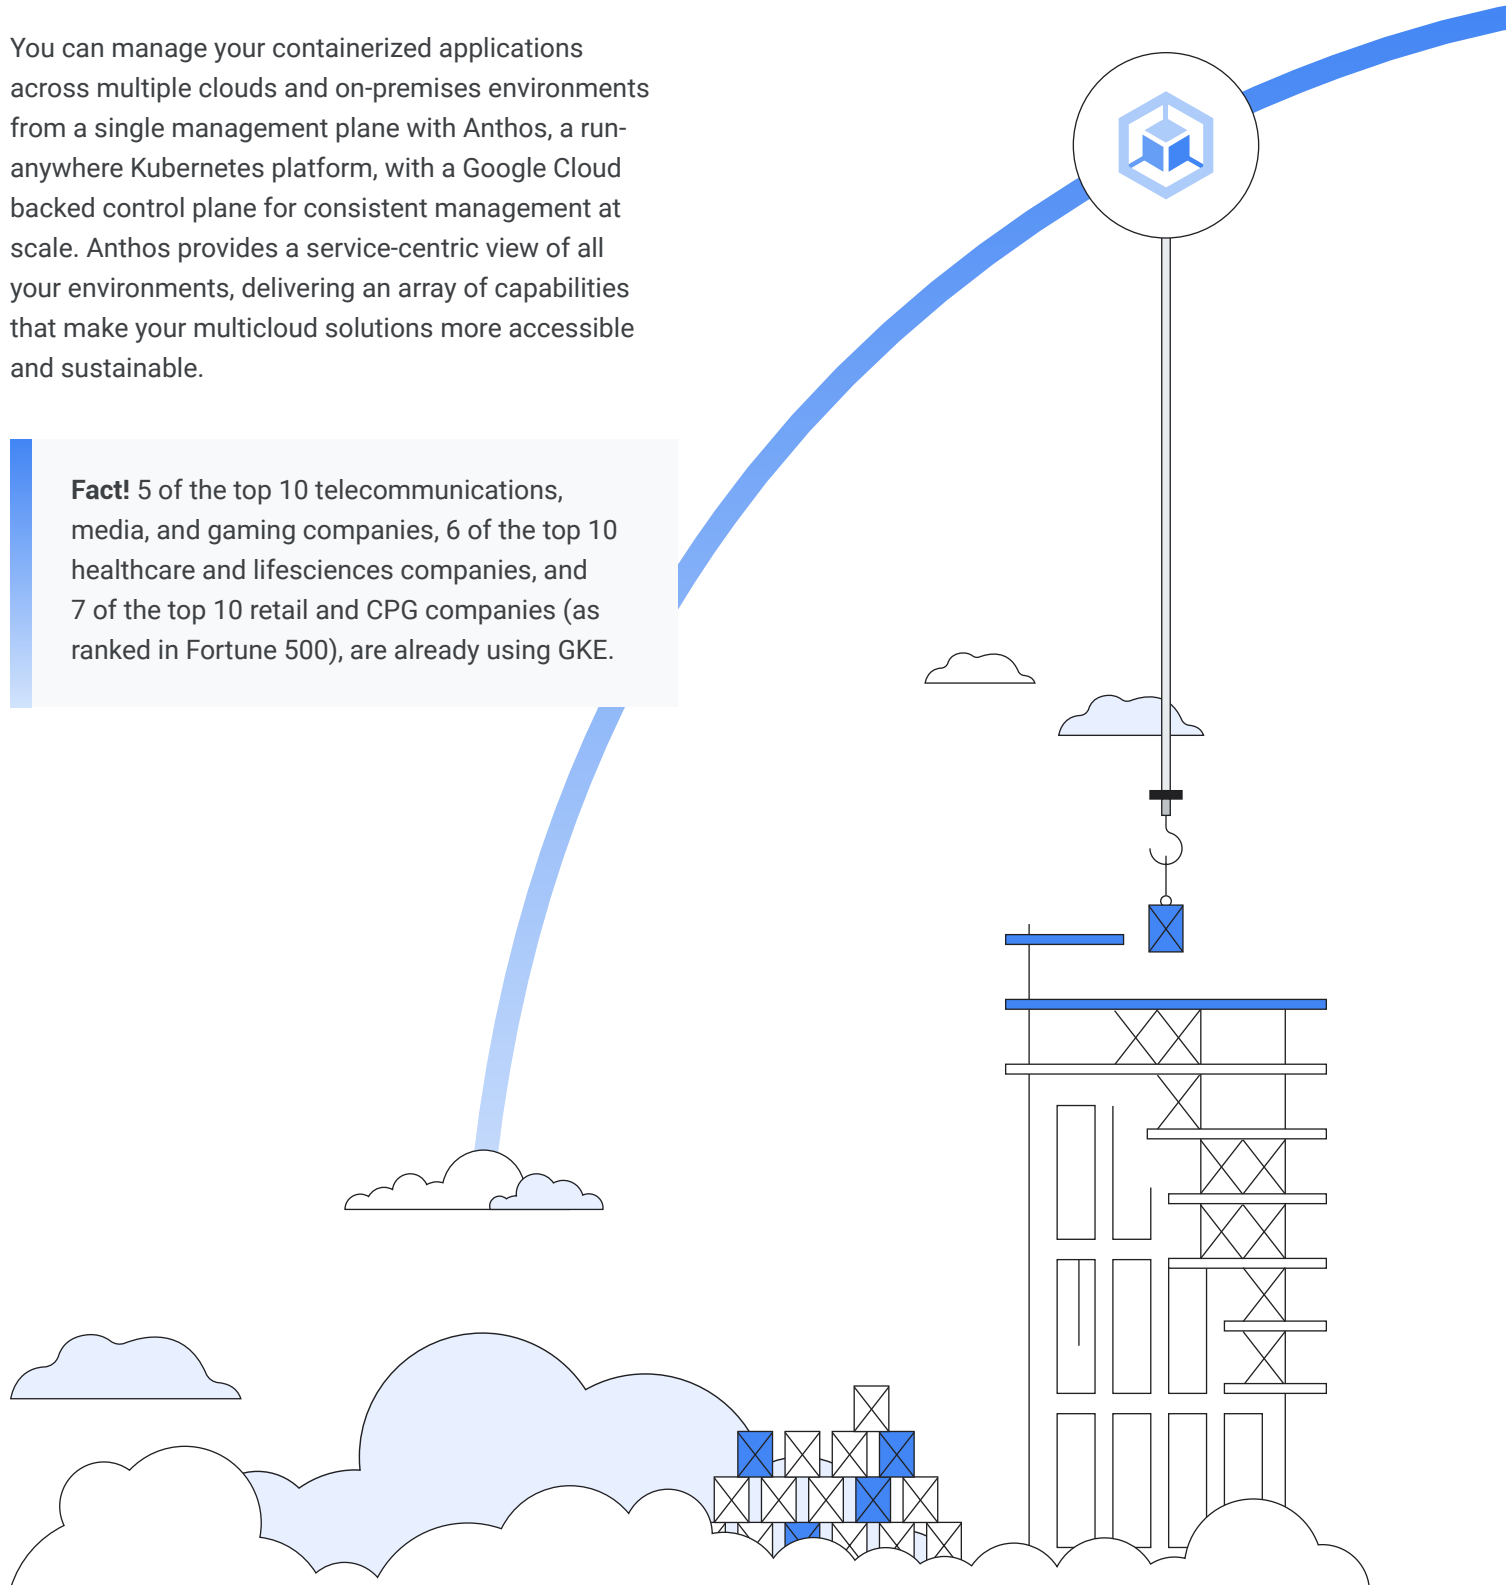 You can manage your containerized applications
across multiple clouds and on-premises environments
from a single management plane with Anthos, a run-
anywhere Kubernetes platform, with a Google Cloud
backed control plane for consistent management at
scale. Anthos provides a service-centric view of all
your environments, delivering an array of capabilities
that make your multicloud solutions more accessible
and sustainable.
Fact! 5 of the top 10 telecommunications,
media, and gaming companies, 6 of the top 10
healthcare and lifesciences companies, and
7 of the top 10 retail and CPG companies (as
ranked in Fortune 500), are already using GKE.